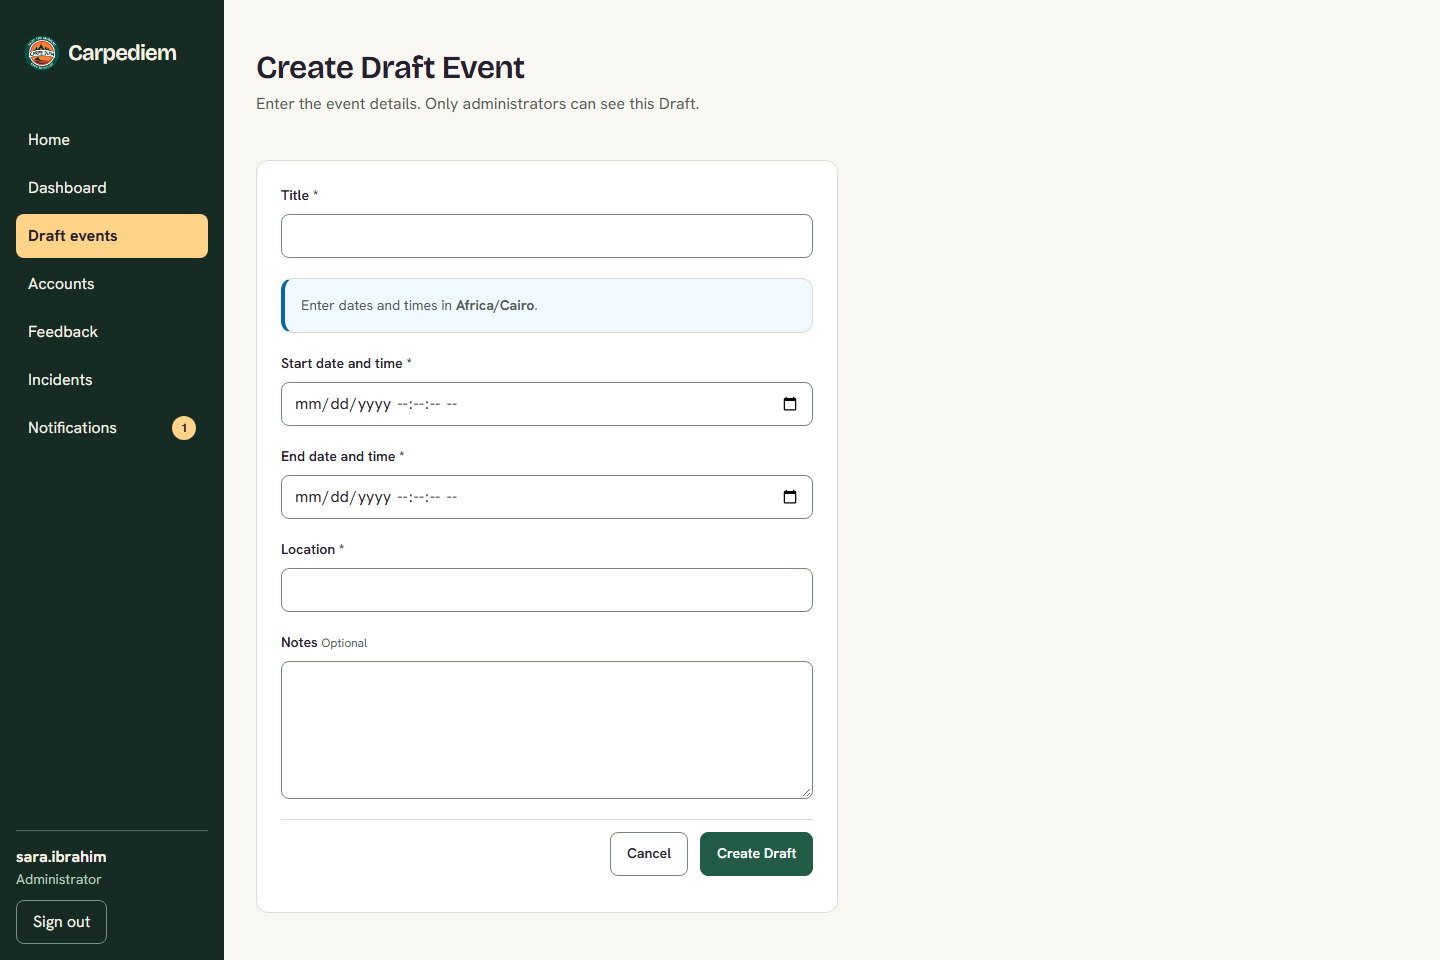 Carpediem
Home
Dashboard
Draft events
Accounts
Feedback
Incidents
Notifications 1
sara.ibrahim
Administrator
Sign out
Create Draft Event
Enter the event details. Only administrators can see this Draft.
Title *
Enter dates and times in Africa/Cairo.
Start date and time *
mm/dd/yyyy --:--:-- --
End date and time *
mm/dd/yyyy --:--:-- --
Location *
Notes Optional
Cancel
Create Draft